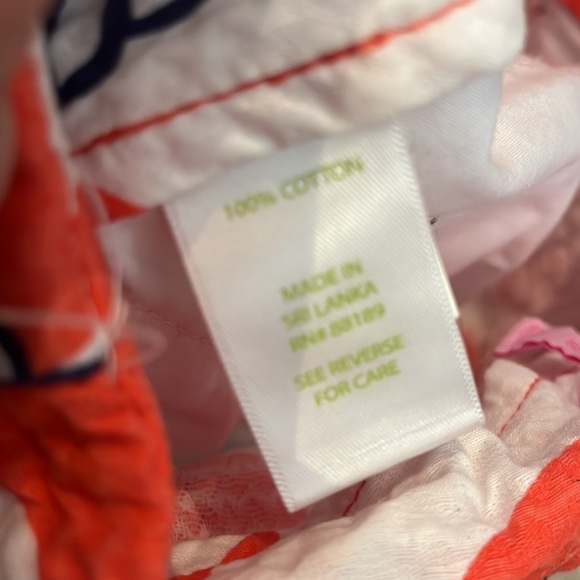 100% COTTON
MADE IN
SRI LANKA
RN# 88189
SEE REVERSE
FOR CARE